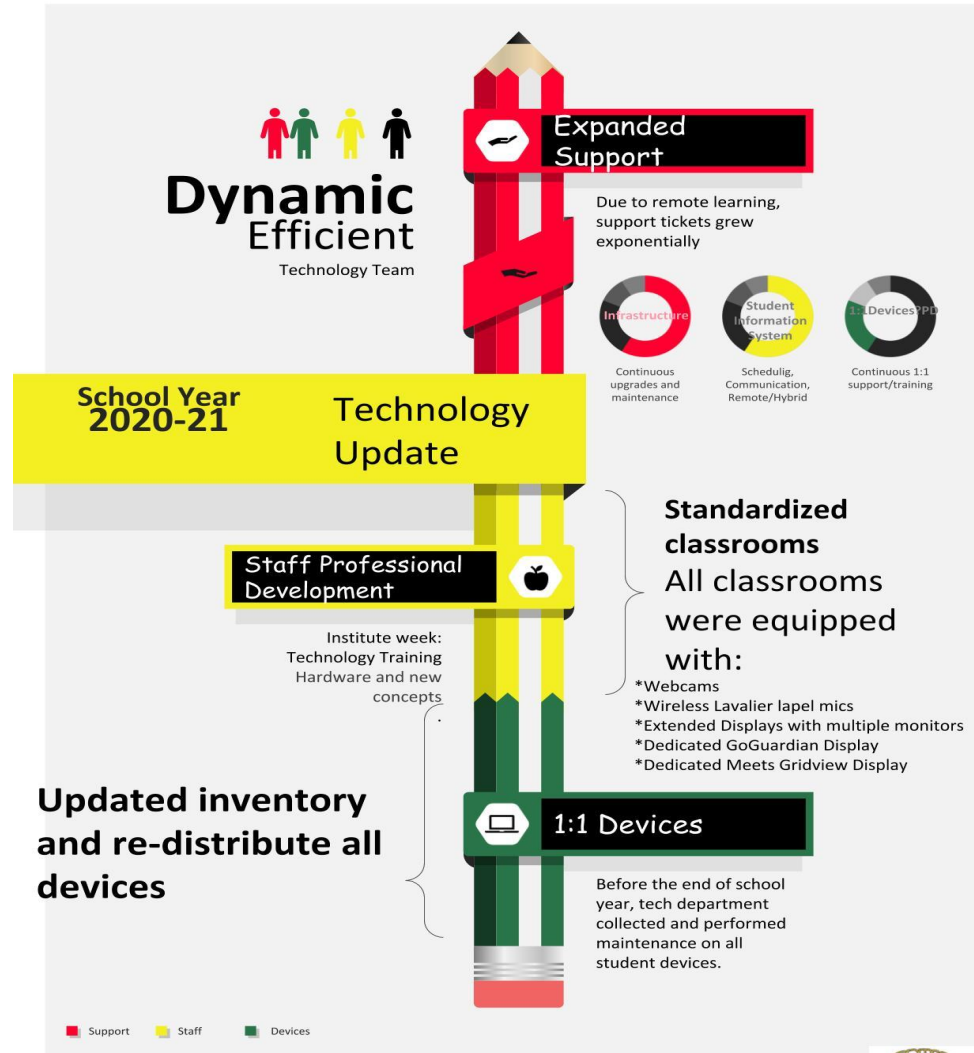 Dynamic
Efficient
Technology Team
Expanded
Support
Due to remote learning,
support tickets grew
exponentially
Infrastructure
Continuous
upgrades and
maintenance
Student
Information
System
Schedulig,
Communication,
Remote/Hybrid
1:1Devices?PD
Continuous 1:1
support/training
School Year
2020-21
Technology
Update
Standardized
classrooms
All classrooms
were equipped
with:
*Webcams
*Wireless Lavalier lapel mics
*Extended Displays with multiple monitors
*Dedicated GoGuardian Display
*Dedicated Meets Gridview Display
Staff Professional
Development
Institute week:
Technology Training
Hardware and new
concepts
.
Updated inventory
and re-distribute all
devices
1:1 Devices
Before the end of school
year, tech department
collected and performed
maintenance on all
student devices.
Support
Staff
Devices